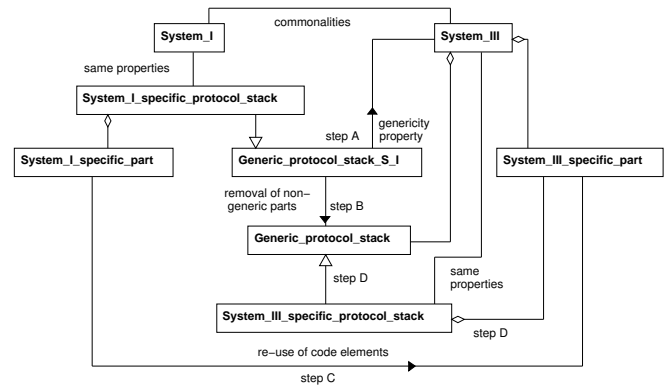 commonalities
System_I
System_III
same properties
System_I_specific_protocol_stack
step A
genericity
property
System_I_specific_part
Generic_protocol_stack_S_I
System_III_specific_part
removal of non-
generic parts
step B
Generic_protocol_stack
step D
same
properties
System_III_specific_protocol_stack
step D
re-use of code elements
step C